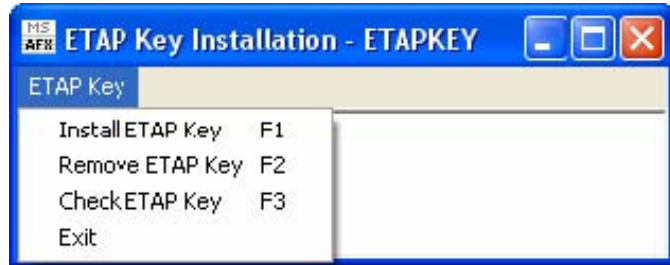 MS
AFX
ETAP Key Installation - ETAPKEY
ETAP Key
Install ETAP Key F1
Remove ETAP Key F2
Check ETAP Key F3
Exit